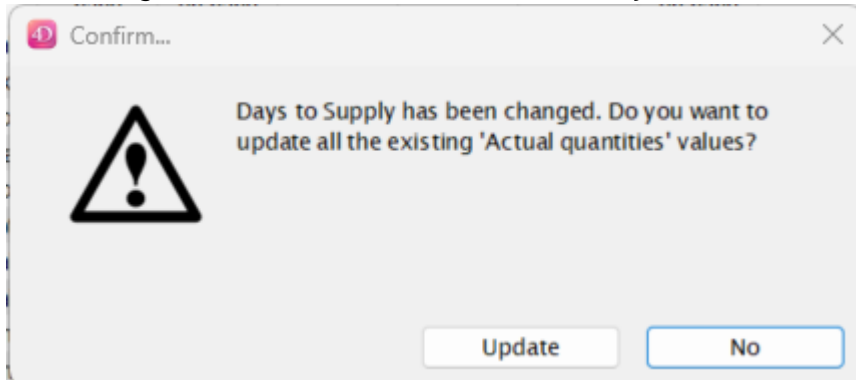 Confirm...
Days to Supply has been changed. Do you want to
update all the existing 'Actual quantities' values?
Update
No